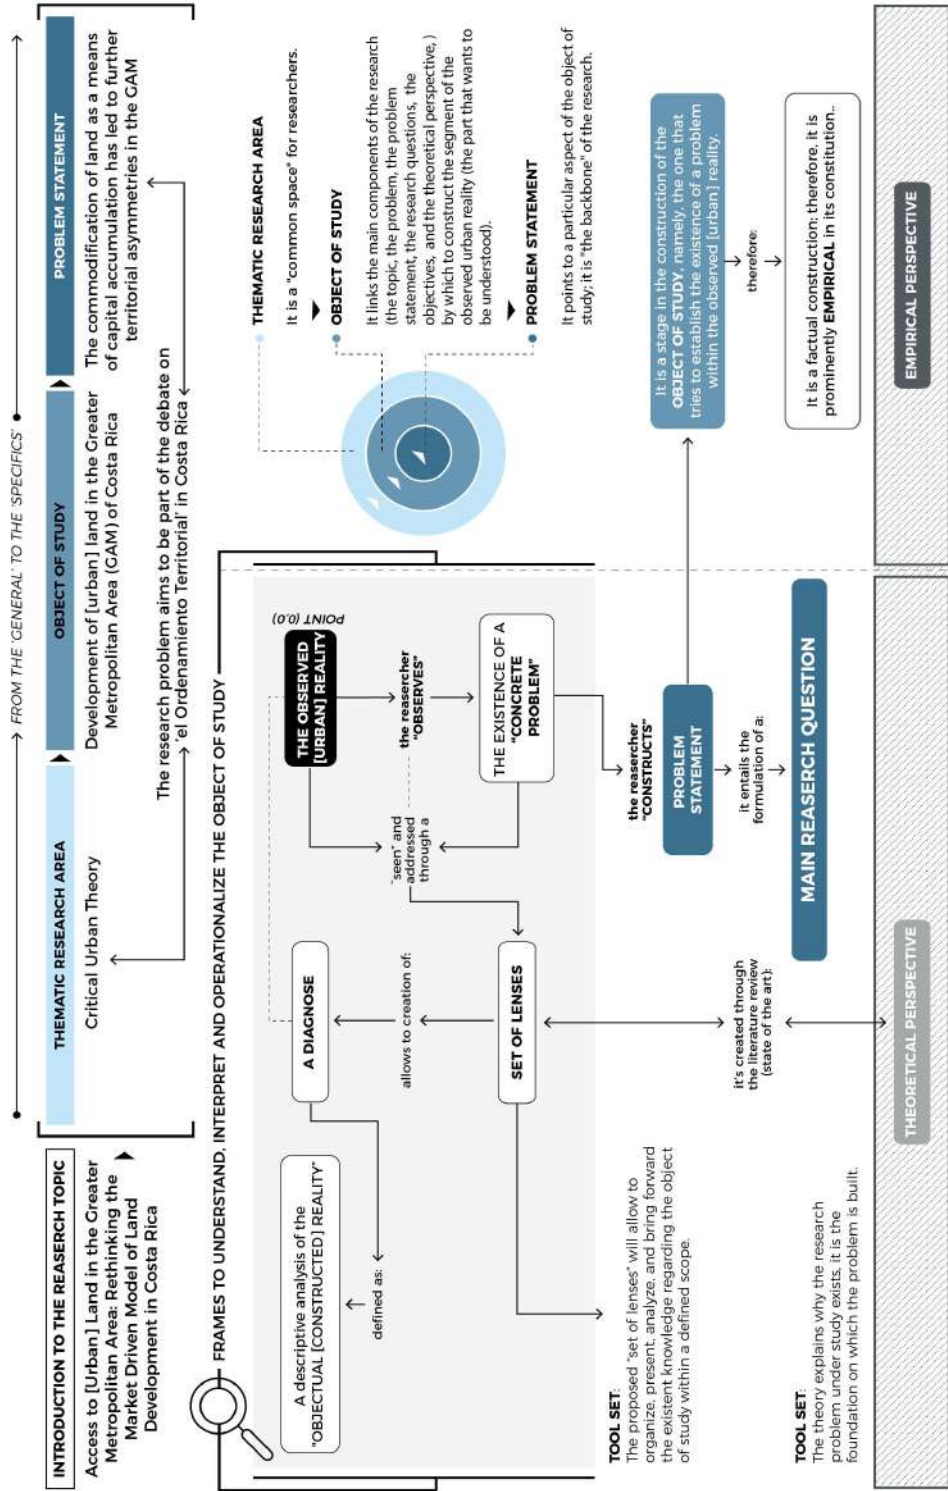 FROM THE 'GENERAL' TO THE 'SPECIFICS'
INTRODUCTION TO THE REASERCH TOPIC
Access to [Urban] Land in the Greater
Metropolitan Area: Rethinking the
Market Driven Model of Land
Development in Costa Rica
THEMATIC RESEARCH AREA
Critical Urban Theory
OBJECT OF STUDY
Development of [urban] land in the Greater
Metropolitan Area (GAM) of Costa Rica
PROBLEM STATEMENT
The commodification of land as a means
of capital accumulation has led to further
territorial asymmetries in the GAM
The research problem aims to be part of the debate on
'el Ordenamiento Territorial' in Costa Rica
FRAMES TO UNDERSTAND, INTERPRET AND OPERATIONALIZE THE OBJECT OF STUDY
A descriptive analysis of the
"OBJECTUAL [CONSTRUCTED] REALITY"
defined as:
A DIAGNOSE
allows to creation of:
SET OF LENSES
"seen" and
addressed
through a
POINT (0,0)
THE OBSERVED
[URBAN] REALITY
the reasercher
"OBSERVES"
THE EXISTENCE OF A
"CONCRETE
PROBLEM"
the reasercher
"CONSTRUCTS"
PROBLEM
STATEMENT
it entails the
formulation of a:
MAIN REASERCH QUESTION
it's created through
the literature review
(state of the art):
TOOL SET:
The proposed "set of lenses" will allow to
organize, present, analyze, and bring forward
the existent knowledge regarding the object
of study within a defined scope.
TOOL SET:
The theory explains why the research
problem under study exists, it is the
foundation on which the problem is built.
THEMATIC RESEARCH AREA
It is a "common space" for researchers.
OBJECT OF STUDY
It links the main components of the research
(the topic, the problem, the problem
statement, the research questions, the
objectives, and the theoretical perspective, )
by which to construct the segment of the
observed urban reality (the part that wants to
be understood).
PROBLEM STATEMENT
It points to a particular aspect of the object of
study; it is "the backbone" of the research.
It is a stage in the construction of the
OBJECT OF STUDY, namely, the one that
tries to establish the existence of a problem
within the observed [urban] reality.
therefore:
It is a factual construction; therefore, it is
prominently EMPIRICAL in its constitution..
THEORETICAL PERSPECTIVE
EMPIRICAL PERSPECTIVE